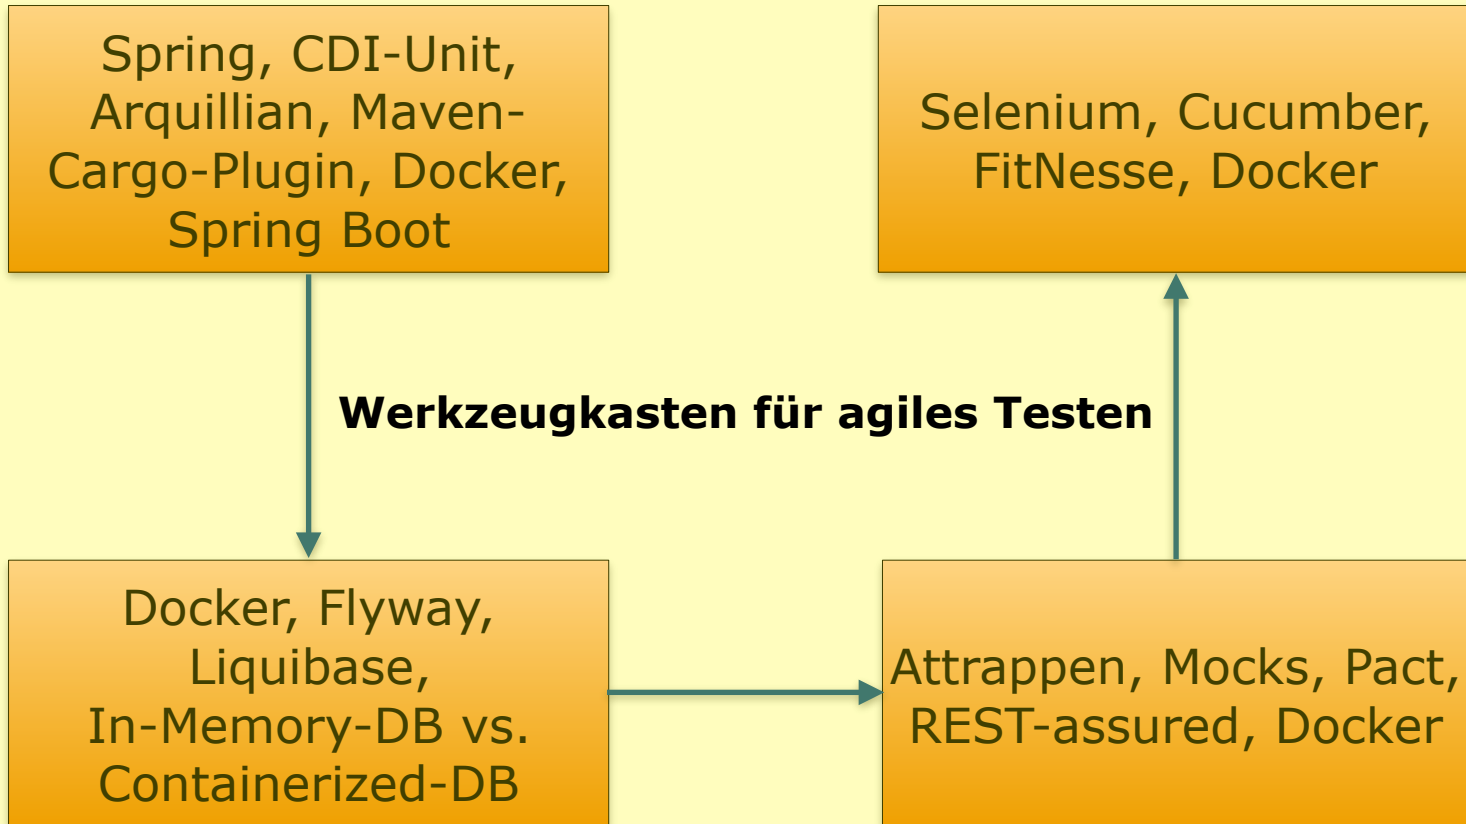 Spring, CDI-Unit,
Arquillian, Maven-
Cargo-Plugin, Docker,
Spring Boot
Selenium, Cucumber,
FitNesse, Docker
Werkzeugkasten für agiles Testen
Docker, Flyway,
Liquibase,
In-Memory-DB vs.
Containerized-DB
Attrappen, Mocks, Pact,
REST-assured, Docker